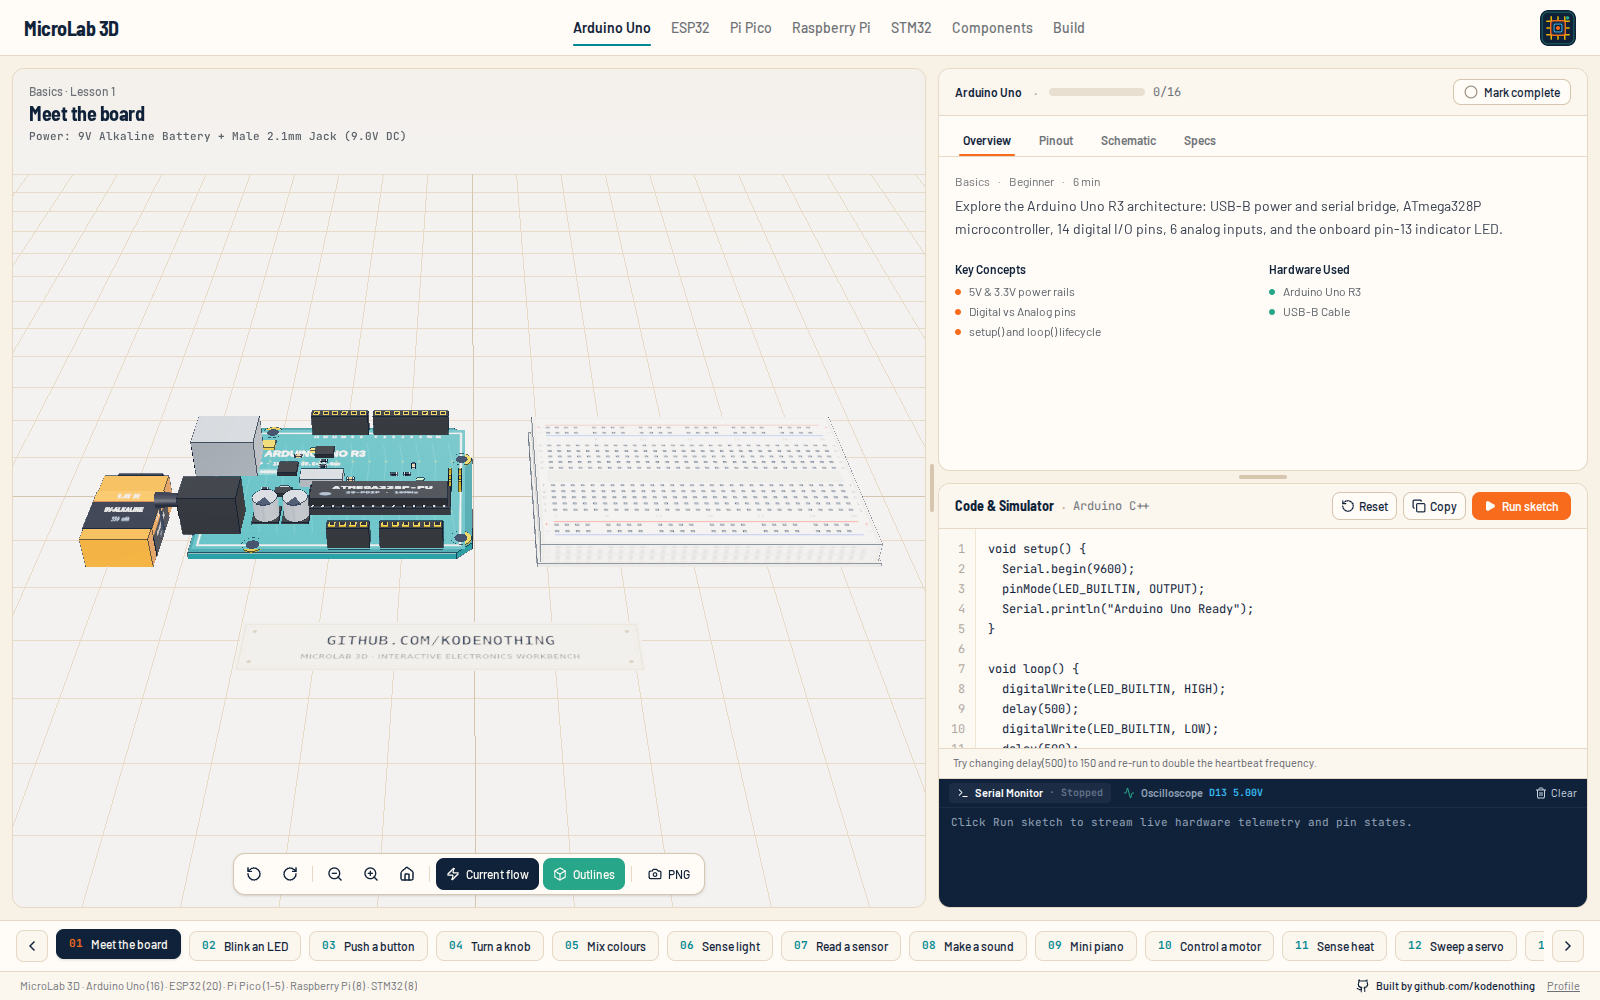 MicroLab 3D
Arduino Uno
ESP32
Pi Pico
Raspberry Pi
STM32
Components
Build
Basics · Lesson 1
Meet the board
Power: 9V Alkaline Battery + Male 2.1mm Jack (9.0V DC)
ARDUINO UNO R3
ATMEGA328P-PU
9V-ALKALINE
GITHUB.COM/KODENOTHING
MICROLAB 3D · INTERACTIVE ELECTRONICS WORKBENCH
Current flow
Outlines
PNG
Arduino Uno · 0/16
Mark complete
Overview
Pinout
Schematic
Specs
Basics · Beginner · 6 min
Explore the Arduino Uno R3 architecture: USB-B power and serial bridge, ATmega328P
microcontroller, 14 digital I/O pins, 6 analog inputs, and the onboard pin-13 indicator LED.
Key Concepts
5V & 3.3V power rails
Digital vs Analog pins
setup() and loop() lifecycle
Hardware Used
Arduino Uno R3
USB-B Cable
Code & Simulator · Arduino C++
Reset
Copy
Run sketch
1 void setup() {
2 Serial.begin(9600);
3 pinMode(LED_BUILTIN, OUTPUT);
4 Serial.println("Arduino Uno Ready");
5 }
6
7 void loop() {
8 digitalWrite(LED_BUILTIN, HIGH);
9 delay(500);
10 digitalWrite(LED_BUILTIN, LOW);
11 delay(500);
Try changing delay(500) to 150 and re-run to double the heartbeat frequency.
Serial Monitor · Stopped
Oscilloscope D13 5.00V
Clear
Click Run sketch to stream live hardware telemetry and pin states.
01 Meet the board
02 Blink an LED
03 Push a button
04 Turn a knob
05 Mix colours
06 Sense light
07 Read a sensor
08 Make a sound
09 Mini piano
10 Control a motor
11 Sense heat
12 Sweep a servo
1
MicroLab 3D · Arduino Uno (16) · ESP32 (20) · Pi Pico (1–5) · Raspberry Pi (8) · STM32 (8)
Built by github.com/kodenothing
Profile